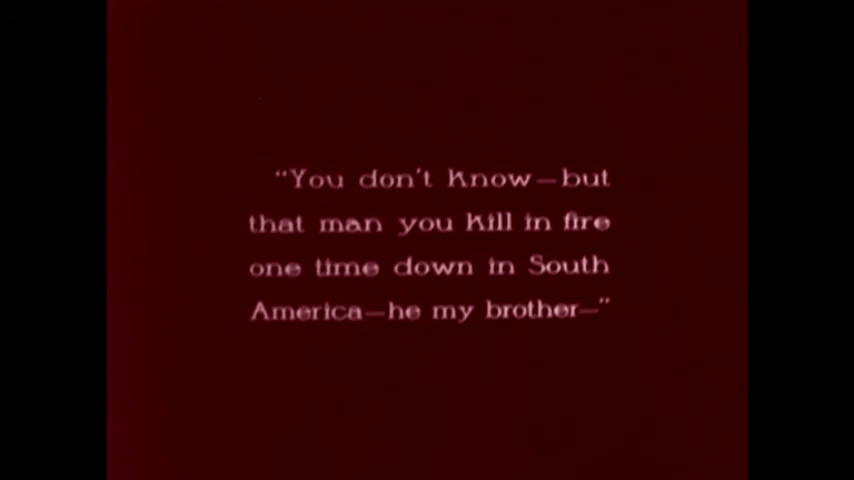 "You don't know—but
that man you kill in fire
one time down in South
America—he my brother—"